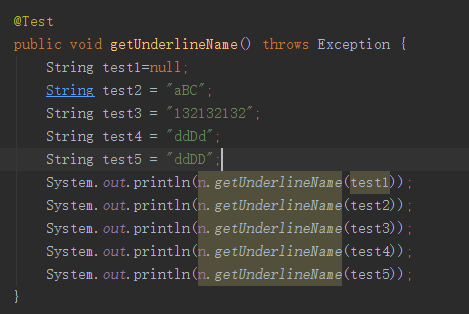 @Test
public void getUnderlineName() throws Exception {
    String test1=null;
    String test2 = "aBC";
    String test3 = "132132132";
    String test4 = "ddDd";
    String test5 = "ddDD";
    System.out.println(n.getUnderlineName(test1));
    System.out.println(n.getUnderlineName(test2));
    System.out.println(n.getUnderlineName(test3));
    System.out.println(n.getUnderlineName(test4));
    System.out.println(n.getUnderlineName(test5));
}